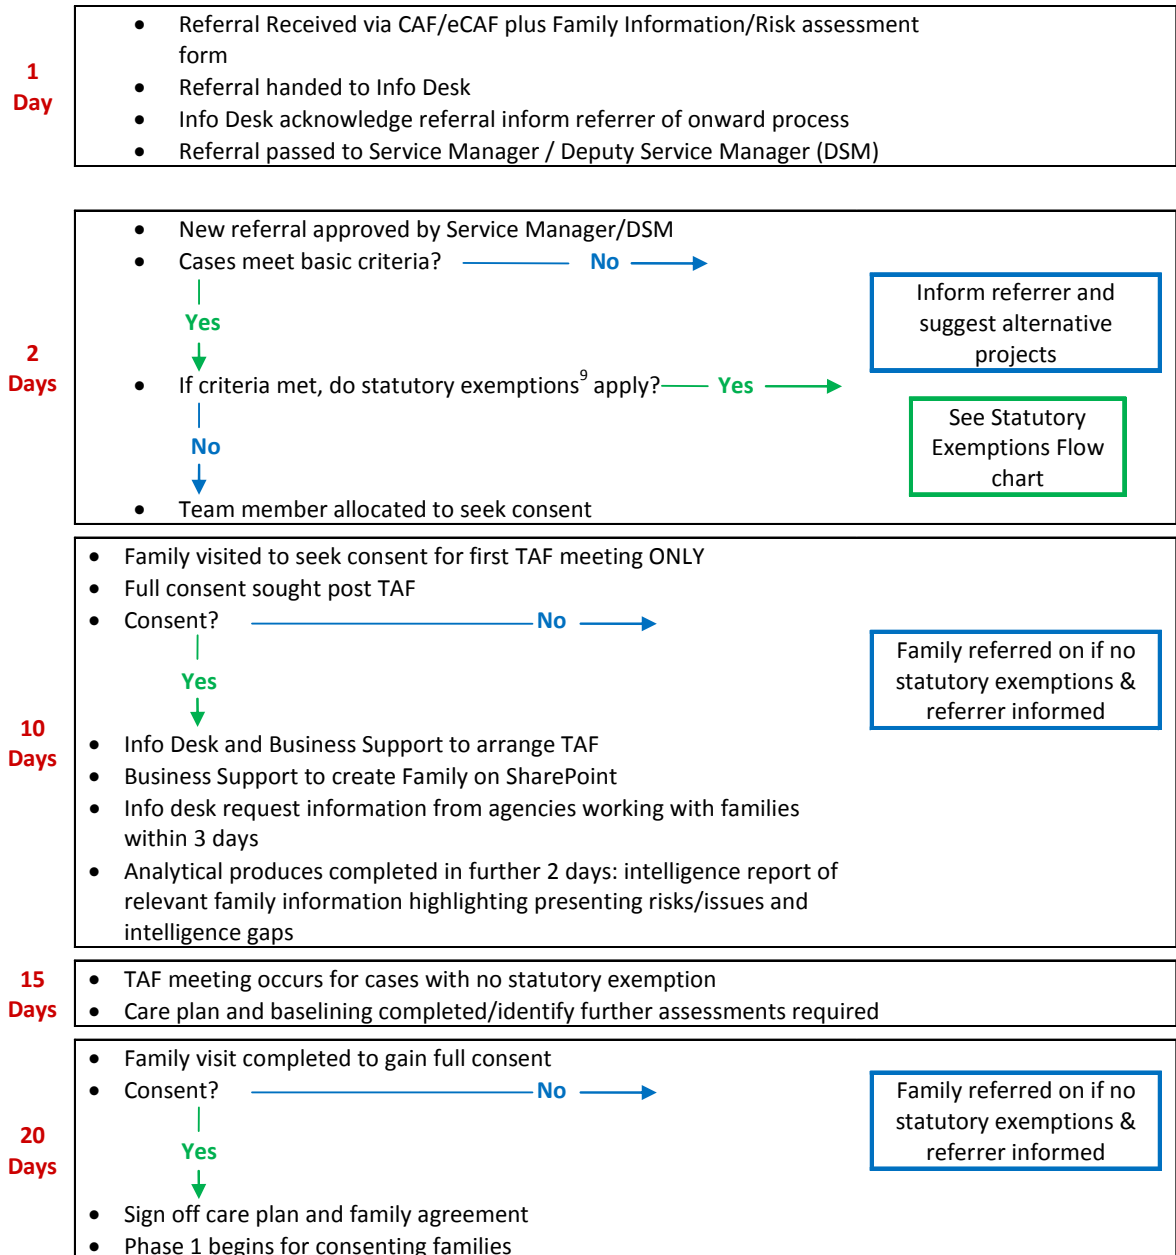 • Referral Received via CAF/eCAF plus Family Information/Risk assessment
form
1
Day
• Referral handed to Info Desk
• Info Desk acknowledge referral inform referrer of onward process
• Referral passed to Service Manager / Deputy Service Manager (DSM)
2
Days
• New referral approved by Service Manager/DSM
• Cases meet basic criteria? No
Inform referrer and
suggest alternative
projects
Yes
• If criteria met, do statutory exemptions⁹ apply? Yes
See Statutory
Exemptions Flow
chart
No
• Team member allocated to seek consent
10
Days
• Family visited to seek consent for first TAF meeting ONLY
• Full consent sought post TAF
• Consent? No
Family referred on if no
statutory exemptions &
referrer informed
Yes
• Info Desk and Business Support to arrange TAF
• Business Support to create Family on SharePoint
• Info desk request information from agencies working with families
within 3 days
• Analytical produces completed in further 2 days: intelligence report of
relevant family information highlighting presenting risks/issues and
intelligence gaps
15
Days
• TAF meeting occurs for cases with no statutory exemption
• Care plan and baselining completed/identify further assessments required
20
Days
• Family visit completed to gain full consent
• Consent? No
Family referred on if no
statutory exemptions &
referrer informed
Yes
• Sign off care plan and family agreement
• Phase 1 begins for consenting families